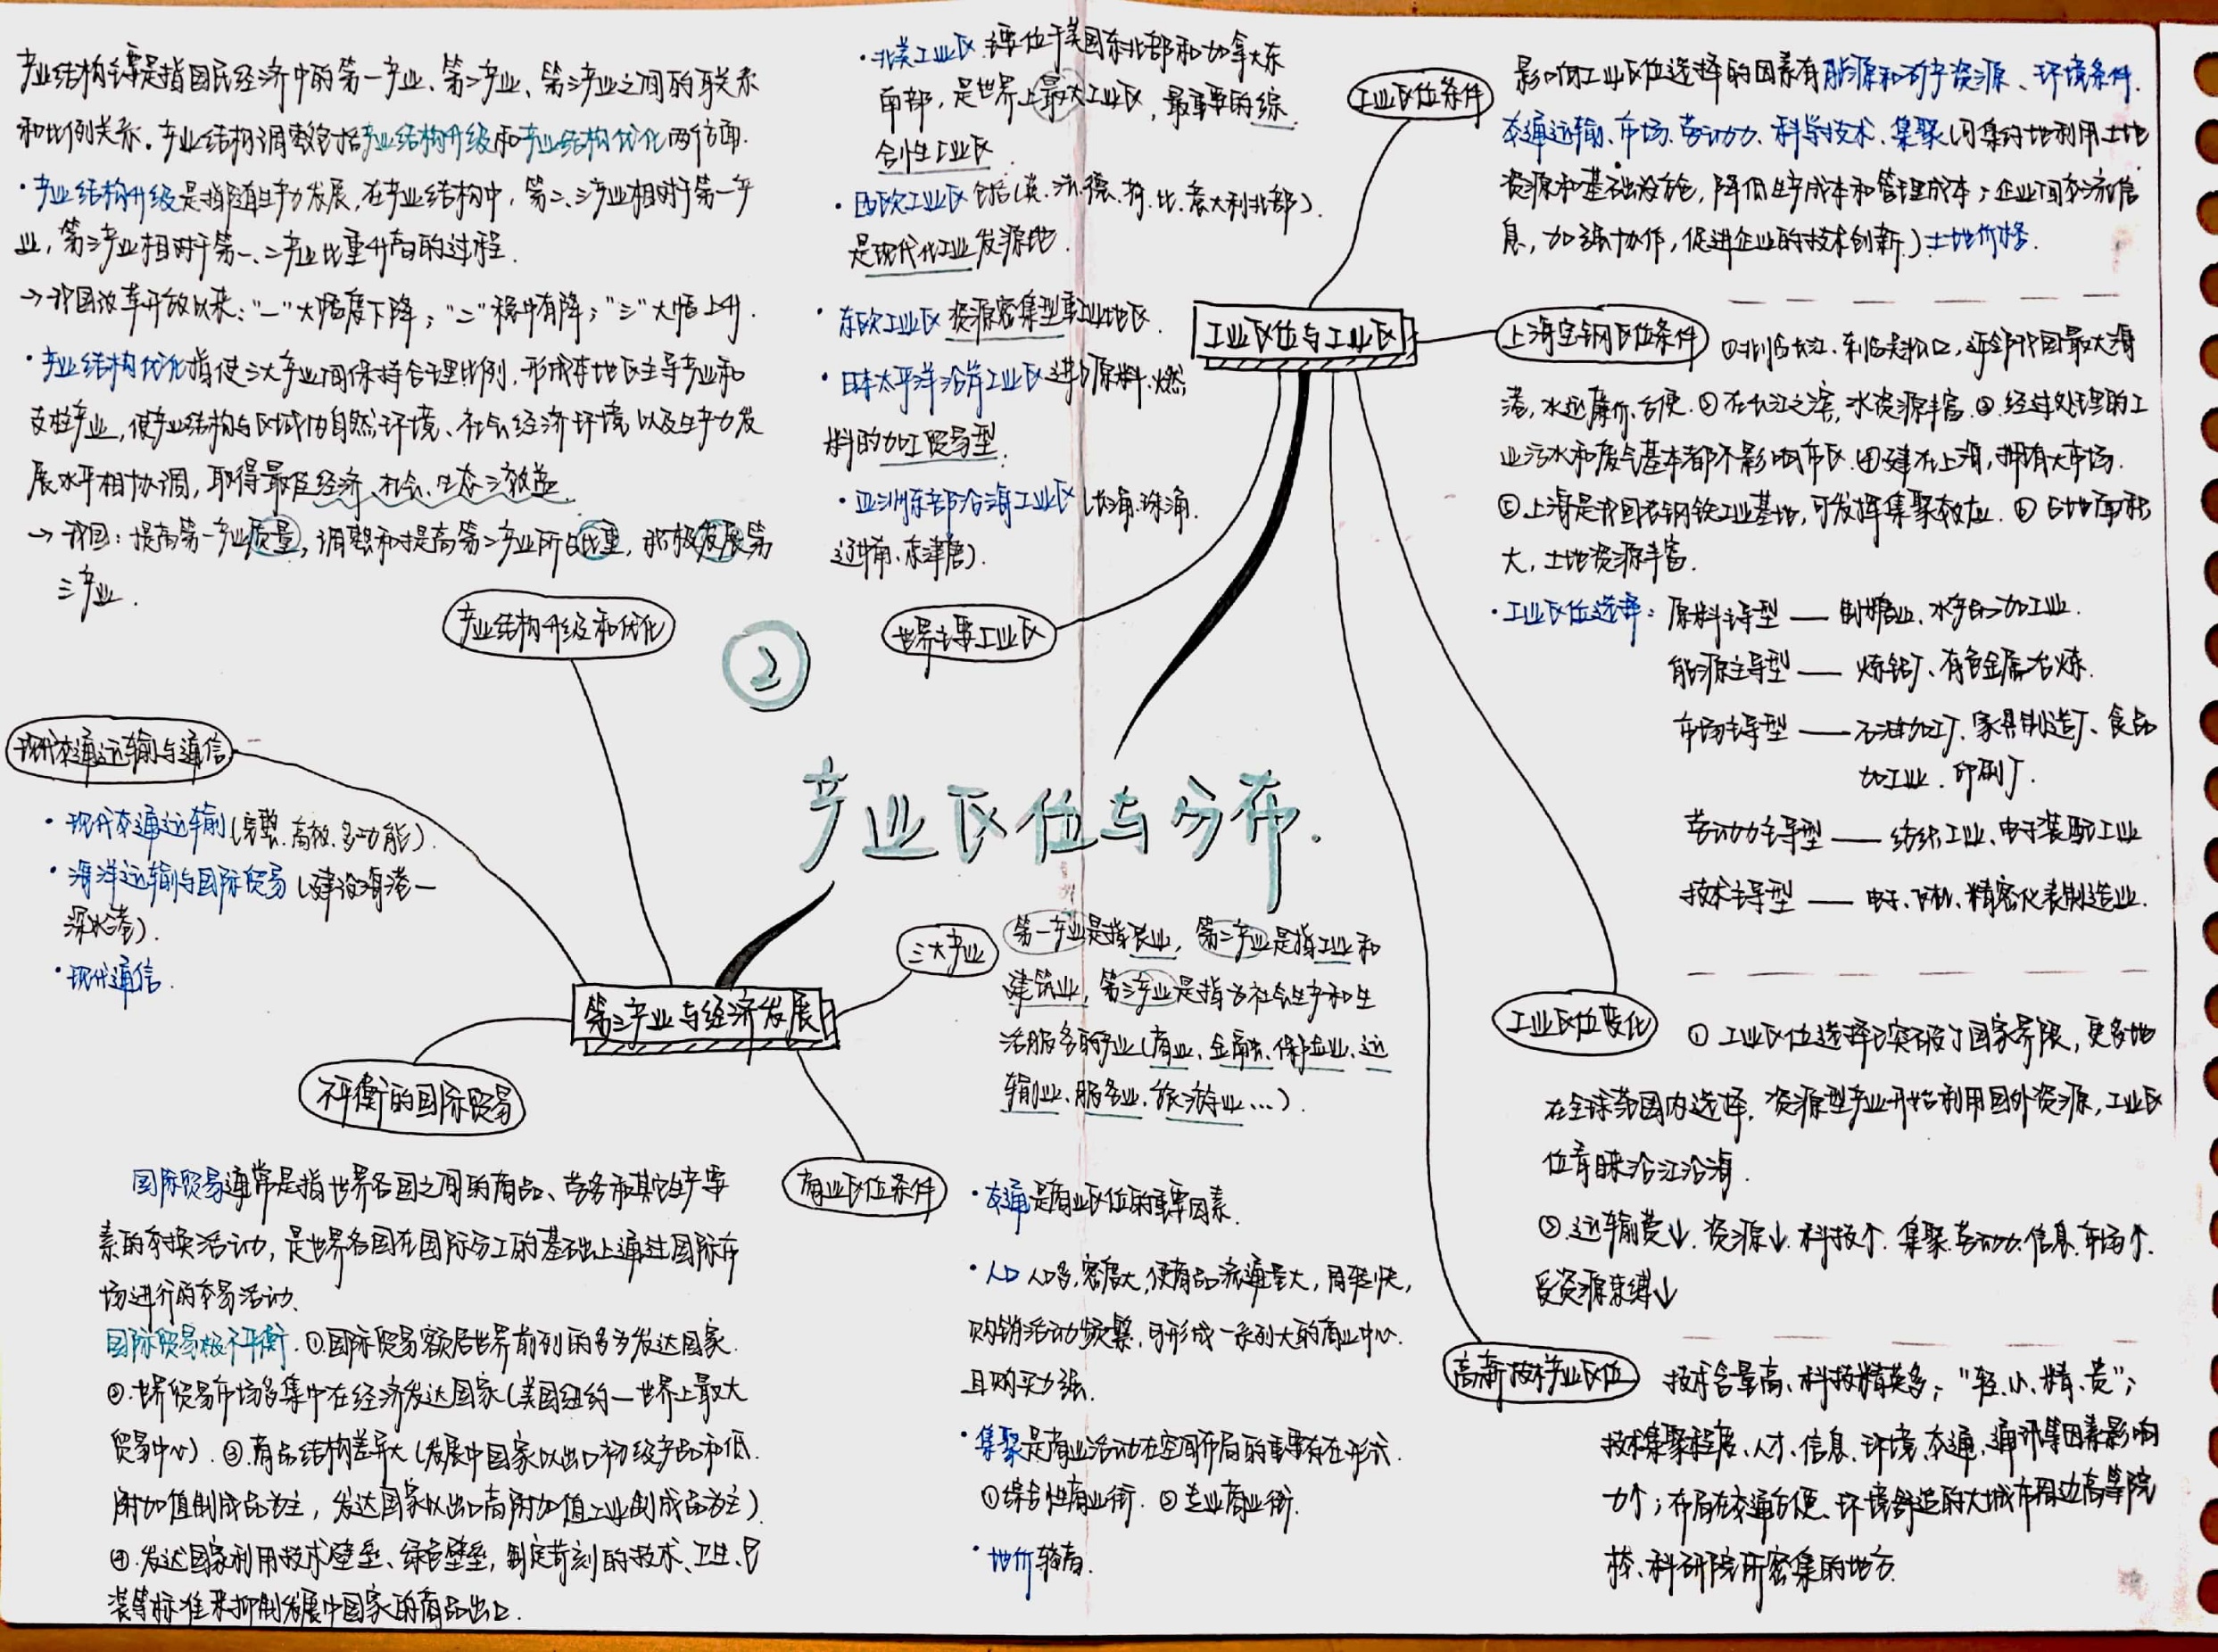 产业结构主要是指国民经济中的第一产业、第二产业、第三产业之间的联系
和比例关系。产业结构调整包括产业结构升级和产业结构优化两个方面.
·产业结构升级是指随生产力发展,在产业结构中,第二、三产业相对于第一产
业,第三产业相对于第一、二产业比重升高的过程.
→我国改革开放以来:"一"大幅度下降;"二"稳中有降;"三"大幅上升.
·产业结构优化指使三大产业间保持合理比例,形成本地区主导产业和
支柱产业,使产业结构与区域内自然环境、社会经济环境以及生产力发
展水平相协调,取得最佳经济、社会、生态三效益.
→我国:提高第一产业质量,调整和提高第二产业所占比重,积极发展第
三产业.
产业结构升级和优化
②
现代交通运输与通信
·现代交通运输(完整、高效、多功能).
·海洋运输与国际贸易(建设海港—
深水港).
·现代通信.
·北美工业区 主要位于美国东北部和加拿大东
南部,是世界上最大工业区,最重要的综
合性工业区.
·西欧工业区 包括(英、法、德、荷、比、意大利北部).
是现代化工业发源地.
·东欧工业区 资源密集型重工业地区.
·日本太平洋沿岸工业区 进口原料、燃
料的加工贸易型.
·亚洲东部沿海工业区(长海、珠海、
辽中南、京津唐).
世界主要工业区
产业区位与分布.
工业区位与工业区
工业区位条件
影响工业区位选择的因素有能源和矿产资源、环境条件、
交通运输、市场、劳动力、科学技术、集聚(可集约地利用土地
资源和基础设施,降低生产成本和管理成本;企业间交流信
息,加强协作,促进企业的技术创新)土地价格.
上海宝钢区位条件
①北临长江、东临长江口,近邻我国最大海
港,水运廉价、方便.②在长江之滨,水资源丰富.③经过处理的工
业污水和废气基本都不影响市区.④建在上海,拥有大市场.
⑤上海是我国老钢铁工业基地,可发挥集聚效应.⑥占地面积
大,土地资源丰富.
·工业区位选择:原料主导型——制糖业、水产品加工业.
能源主导型——炼铝厂、有色金属冶炼.
市场主导型——石油加工厂、家具制造厂、食品
加工业、印刷厂.
劳动力主导型——纺织工业、电子装配工业
技术主导型——电子、飞机、精密仪表制造业.
工业区位变化
①工业区位选择已突破了国家界限,更多地
在全球范围内选择,资源型产业开始利用国外资源,工业区
位青睐沿江沿海.
②.运输费↓.资源↓.科技↑.集聚.劳动力.信息.市场↑.
受资源束缚↓
高新技术产业区位
技术含量高、科技精英多;"轻、小、精、贵";
技术集聚程度、人才、信息、环境、交通、通讯等因素影响
力↑;布局在交通方便、环境舒适的大城市周边高等院
校、科研院所密集的地方.
第三产业与经济发展
三大产业
第一产业是指农业,第二产业是指工业和
建筑业,第三产业是指为社会生产和生
活服务的产业(商业、金融、保险业、运
输业、服务业、旅游业...).
不平衡的国际贸易
国际贸易通常是指世界各国之间的商品、劳务和其它生产要
素的交换活动,是世界各国在国际分工的基础上通过国际市
场进行的交易活动.
国际贸易极不平衡.①国际贸易额居世界前列的多为发达国家.
②.世界贸易市场多集中在经济发达国家(美国纽约—世界上最大
贸易中心).③.商品结构差异大(发展中国家以出口初级产品和低
附加值制成品为主,发达国家以出口高附加值工业制成品为主).
④.发达国家利用技术壁垒、绿色壁垒,制定苛刻的技术、卫生、包
装等标准来抑制发展中国家的商品出口.
商业区位条件
·交通是商业区位的重要因素.
·人口 人口多,密度大,使商品流通量大,周转快,
购销活动频繁,可形成一系列大的商业中心.
且购买力强.
·集聚是商业活动在空间布局的重要存在形式.
①综合性商业街.②专业商业街.
·地价较高.